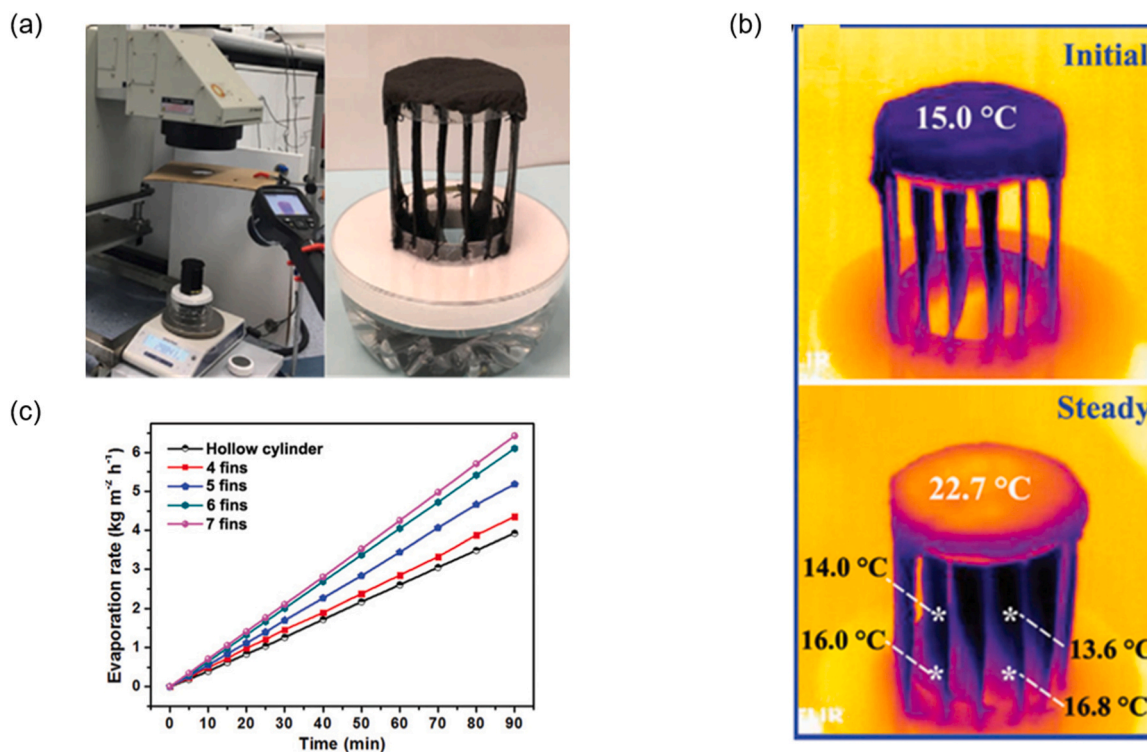 (a)
(b)
Initial
15.0 °C
Steady
22.7 °C
14.0 °C
16.0 °C
13.6 °C
16.8 °C
(c)
Hollow cylinder
4 fins
5 fins
6 fins
7 fins
Evaporation rate (kg m⁻² h⁻¹)
6
5
4
3
2
1
0
0 10 20 30 40 50 60 70 80 90
Time (min)